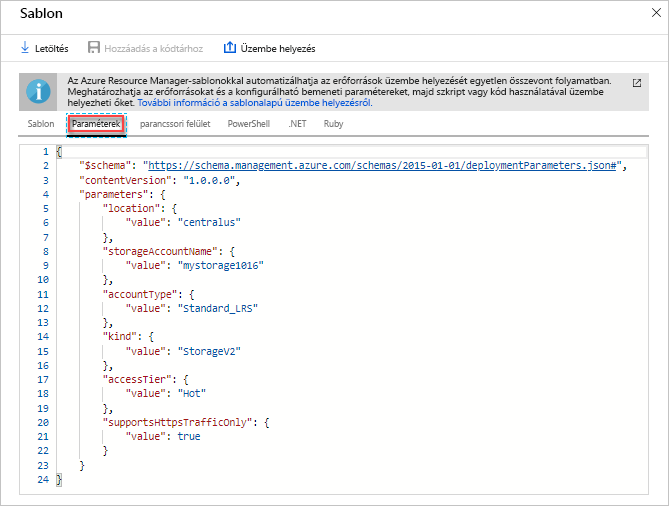 Sablon
Letöltés Hozzáadás a kódtárhoz Üzembe helyezés
Az Azure Resource Manager-sablonokkal automatizálhatja az erőforrások üzembe helyezését egyetlen összevont folyamatban.
Meghatározhatja az erőforrásokat és a konfigurálható bemeneti paramétereket, majd szkript vagy kód használatával üzembe
helyezheti őket. További információ a sablonalapú üzembe helyezésről.
Sablon Paraméterek parancssori felület PowerShell .NET Ruby
1 {
2 "$schema": "https://schema.management.azure.com/schemas/2015-01-01/deploymentParameters.json#",
3 "contentVersion": "1.0.0.0",
4 "parameters": {
5 "location": {
6 "value": "centralus"
7 },
8 "storageAccountName": {
9 "value": "mystorage1016"
10 },
11 "accountType": {
12 "value": "Standard_LRS"
13 },
14 "kind": {
15 "value": "StorageV2"
16 },
17 "accessTier": {
18 "value": "Hot"
19 },
20 "supportsHttpsTrafficOnly": {
21 "value": true
22 }
23 }
24 }